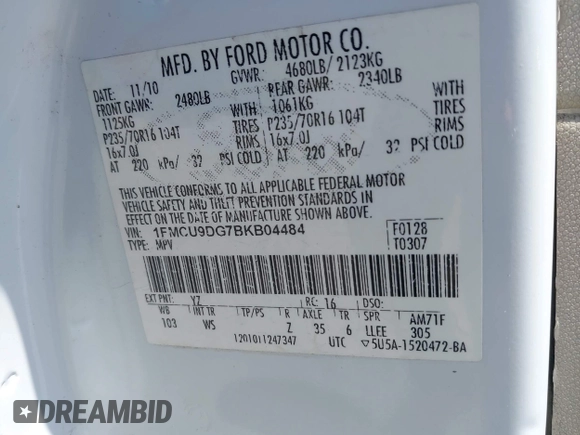 MFD. BY FORD MOTOR CO.
DATE: 11/10 GVWR: 4680LB/ 2123KG
FRONT GAWR: 2480LB REAR GAWR: 2340LB
1125KG WITH 1061KG WITH
P235/70R16 104T TIRES P235/70R16 104T TIRES
16x7.0J RIMS 16x7.0J RIMS
AT 220 kPa/ 32 PSI COLD AT 220 kPa/ 32 PSI COLD
THIS VEHICLE CONFORMS TO ALL APPLICABLE FEDERAL MOTOR
VEHICLE SAFETY AND THEFT PREVENTION STANDARDS IN
EFFECT ON THE DATE OF MANUFACTURE SHOWN ABOVE.
VIN: 1FMCU9DG7BKB04484 F0128
TYPE: MPV T0307
EXT PNT: YZ RC: 16 DSO:
WB INT TR TP/PS R AXLE TR SPR AM71F
103 WS Z 35 6 LLEE 305
1201011247347 UTC ▽5U5A-1520472-BA
DREAMBID